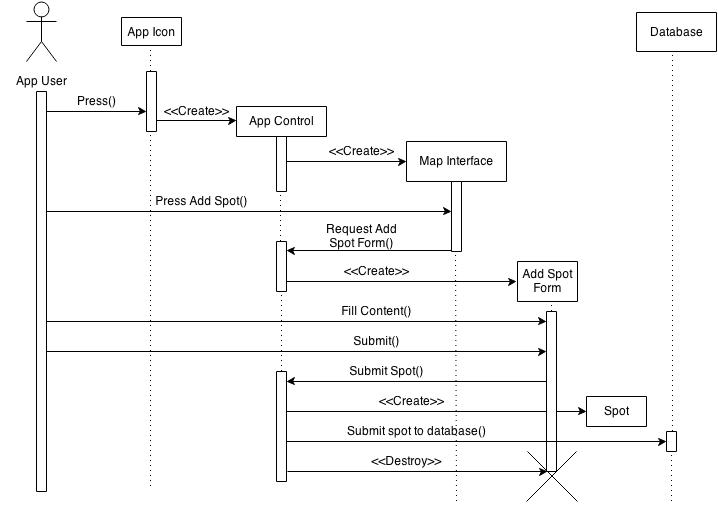 App Icon
Database
App User
Press()
<<Create>>
App Control
<<Create>>
Map Interface
Press Add Spot()
Request Add
Spot Form()
<<Create>>
Add Spot
Form
Fill Content()
Submit()
Submit Spot()
<<Create>>
Spot
Submit spot to database()
<<Destroy>>